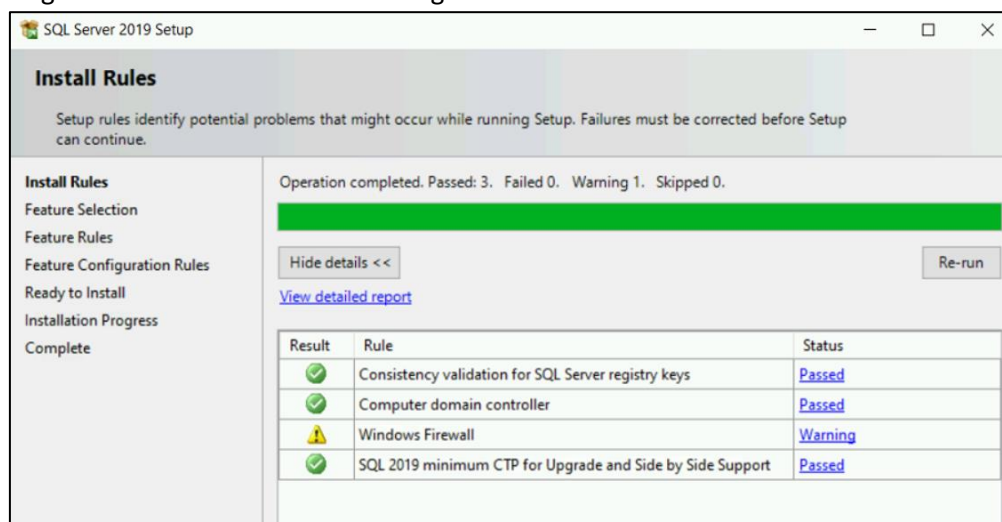 SQL Server 2019 Setup
Install Rules
Setup rules identify potential problems that might occur while running Setup. Failures must be corrected before Setup
can continue.
Install Rules
Feature Selection
Feature Rules
Feature Configuration Rules
Ready to Install
Installation Progress
Complete
Operation completed. Passed: 3. Failed 0. Warning 1. Skipped 0.
Hide details <<
Re-run
View detailed report
Result Rule Status
Consistency validation for SQL Server registry keys Passed
Computer domain controller Passed
Windows Firewall Warning
SQL 2019 minimum CTP for Upgrade and Side by Side Support Passed